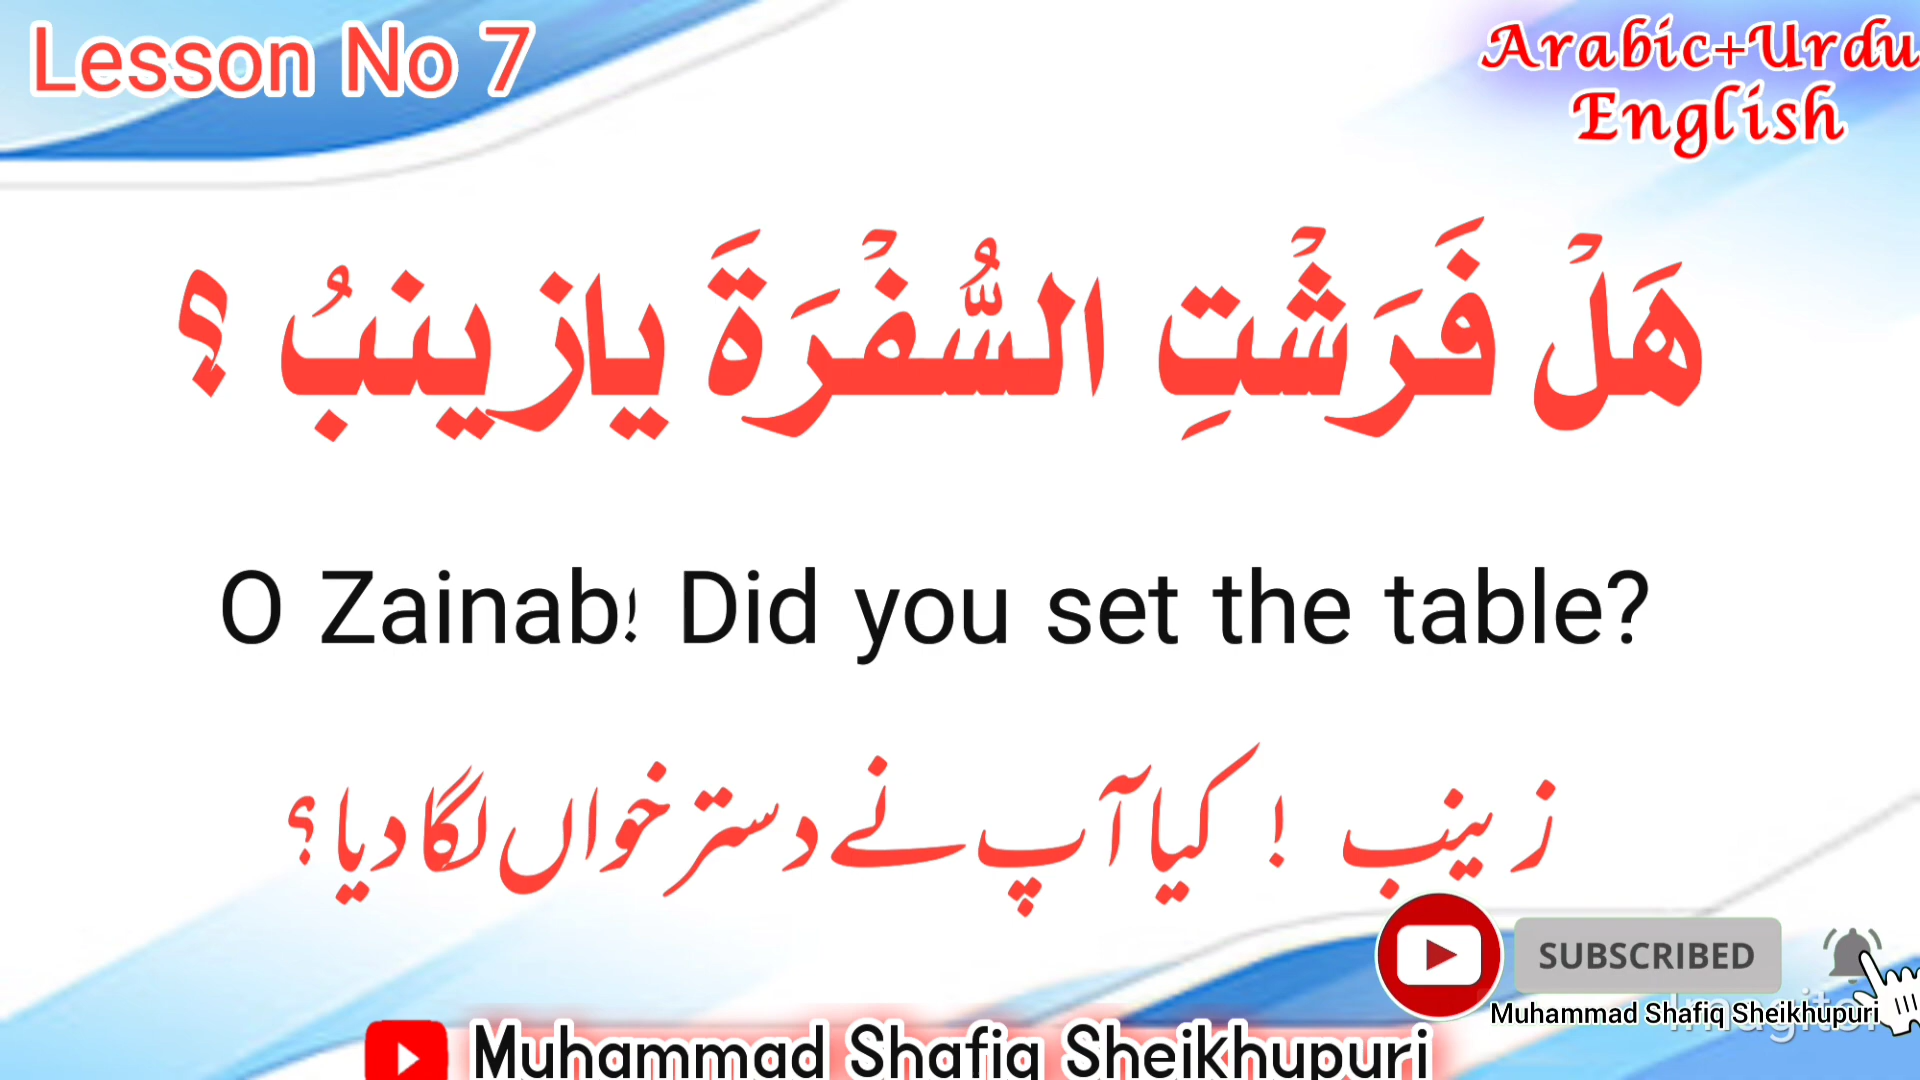 Lesson No 7
Arabic+Urdu
English
هَلْ فَرَشْتِ السُّفْرَةَ يازينبُ ؟
O Zainab! Did you set the table?
زینب ! کیا آپ نے دسترخواں لگا دیا ؟
SUBSCRIBED
Muhammad Shafiq Sheikhupuri
Muhammad Shafiq Sheikhupuri